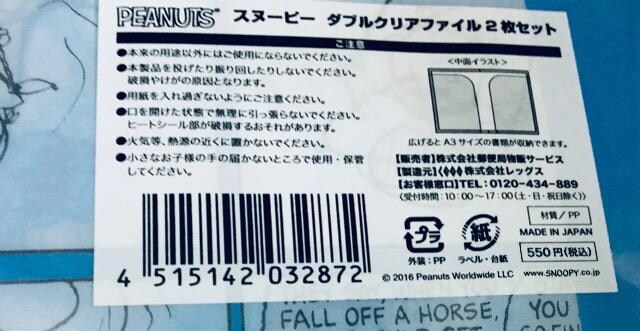 PEANUTS® スヌーピー ダブルクリアファイル2枚セット
ご注意
●本来の用途以外にはご使用にならないでください。
●本製品を投げたり振り回したりしないでください。
破損やけがの原因となります。
●用紙を入れ過ぎないようにご注意ください。
●口を開けた状態で無理に引っ張らないでください。
ヒートシール部が破損するおそれがあります。
●火気等、熱源の近くに置かないでください。
●小さなお子様の手の届かないところで使用・保管
してください。
<中面イラスト>
広げるとA3サイズの書類が収納できます。
【販売者】株式会社郵便局物販サービス
【製造元】株式会社レッグス
【お客様窓口】TEL:0120-434-889
<受付時間:10:00〜17:00(土・日・祝日除く)>
プラ
外装:PP
紙
ラベル・台紙
材質/PP
MADE IN JAPAN
550円(税込)
4 515142 032872
© 2016 Peanuts Worldwide LLC
www.SNOOPY.co.jp
FALL OFF A HORSE,
YOU